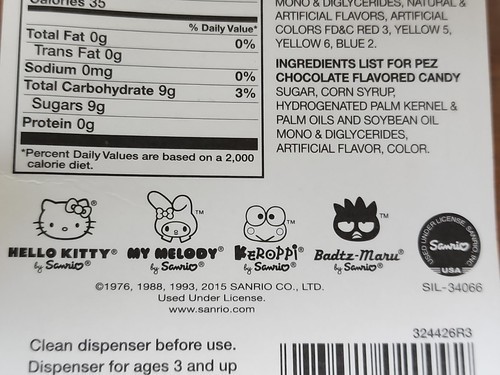 Calories 35
% Daily Value*
Total Fat 0g 0%
Trans Fat 0g
Sodium 0mg 0%
Total Carbohydrate 9g 3%
Sugars 9g
Protein 0g
*Percent Daily Values are based on a 2,000
calorie diet.
MONO & DIGLYCERIDES, NATURAL &
ARTIFICIAL FLAVORS, ARTIFICIAL
COLORS FD&C RED 3, YELLOW 5,
YELLOW 6, BLUE 2.
INGREDIENTS LIST FOR PEZ
CHOCOLATE FLAVORED CANDY
SUGAR, CORN SYRUP,
HYDROGENATED PALM KERNEL &
PALM OILS AND SOYBEAN OIL
MONO & DIGLYCERIDES,
ARTIFICIAL FLAVOR, COLOR.
HELLO KITTY®
by Sanrio®
MY MELODY®
by Sanrio®
KEROPPI®
by Sanrio®
Badtz-Maru®
by Sanrio®
USED UNDER LICENSE, SANRIO INC
Sanrio®
USA
SIL-34066
©1976, 1988, 1993, 2015 SANRIO CO., LTD.
Used Under License.
www.sanrio.com
324426R3
Clean dispenser before use.
Dispenser for ages 3 and up